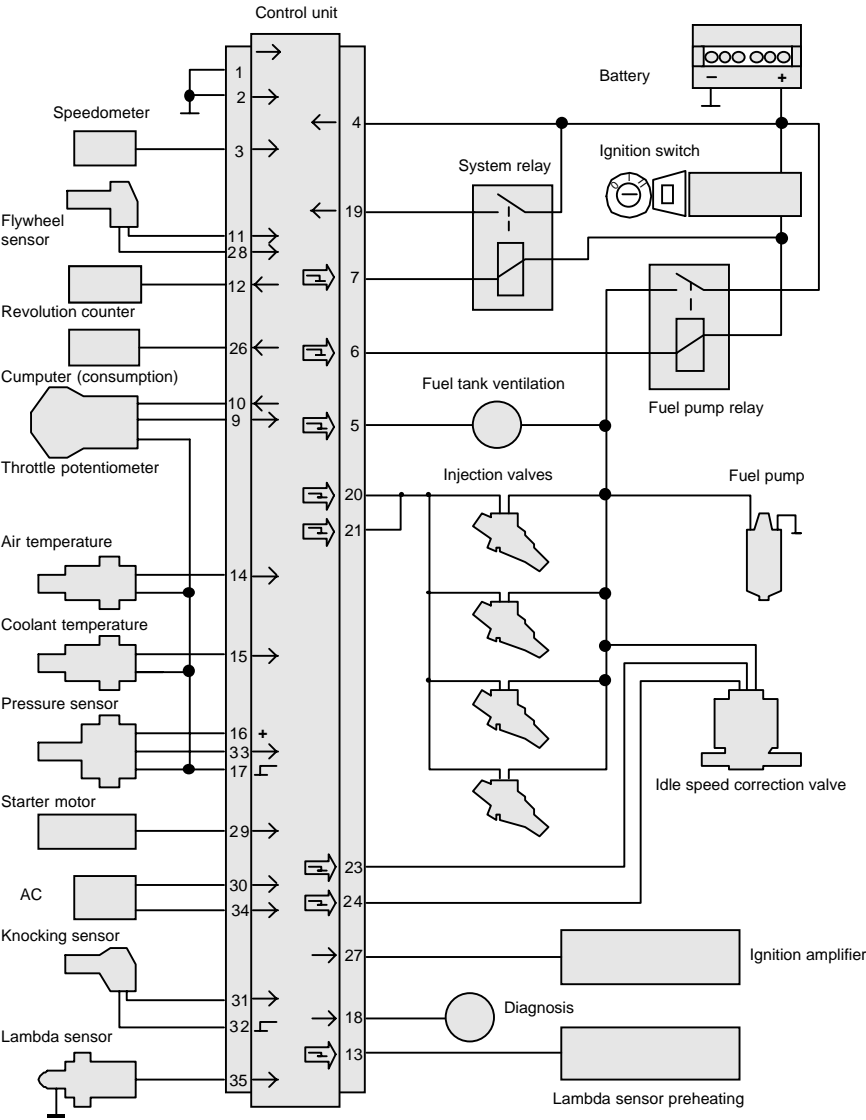 Control unit
Battery
− +
Speedometer
Ignition switch
System relay
Flywheel
sensor
Revolution counter
Cumputer (consumption)
Throttle potentiometer
Fuel tank ventilation
Fuel pump relay
Injection valves
Fuel pump
Air temperature
Coolant temperature
Pressure sensor
Idle speed correction valve
Starter motor
AC
Knocking sensor
Ignition amplifier
Diagnosis
Lambda sensor
Lambda sensor preheating
1
2
3
11
28
12
26
10
9
14
15
16 +
33
17
29
30
34
31
32
35
4
19
7
6
5
20
21
23
24
27
18
13
0